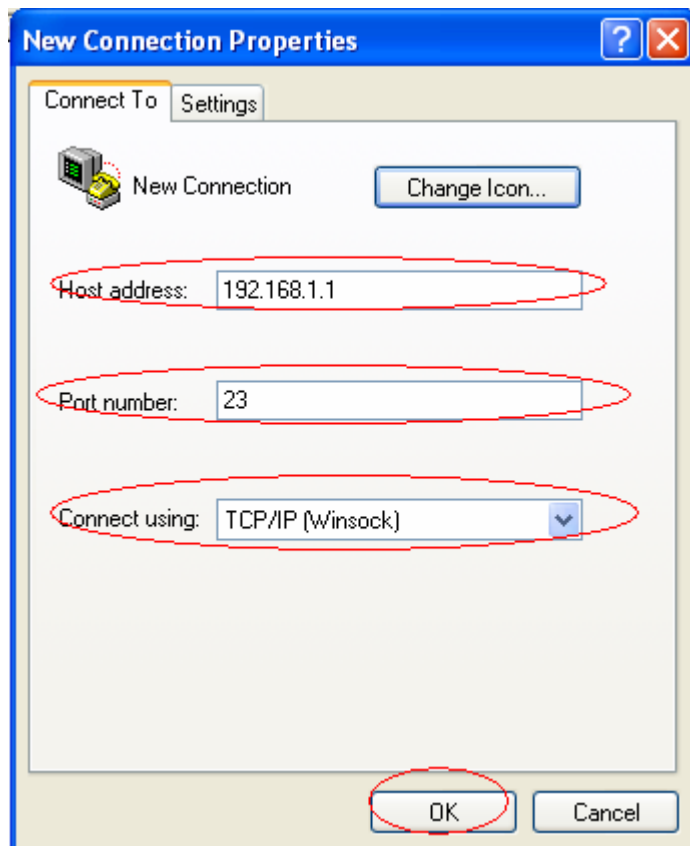 New Connection Properties
Connect To Settings
New Connection Change Icon...
Host address: 192.168.1.1
Port number: 23
Connect using: TCP/IP (Winsock)
OK Cancel